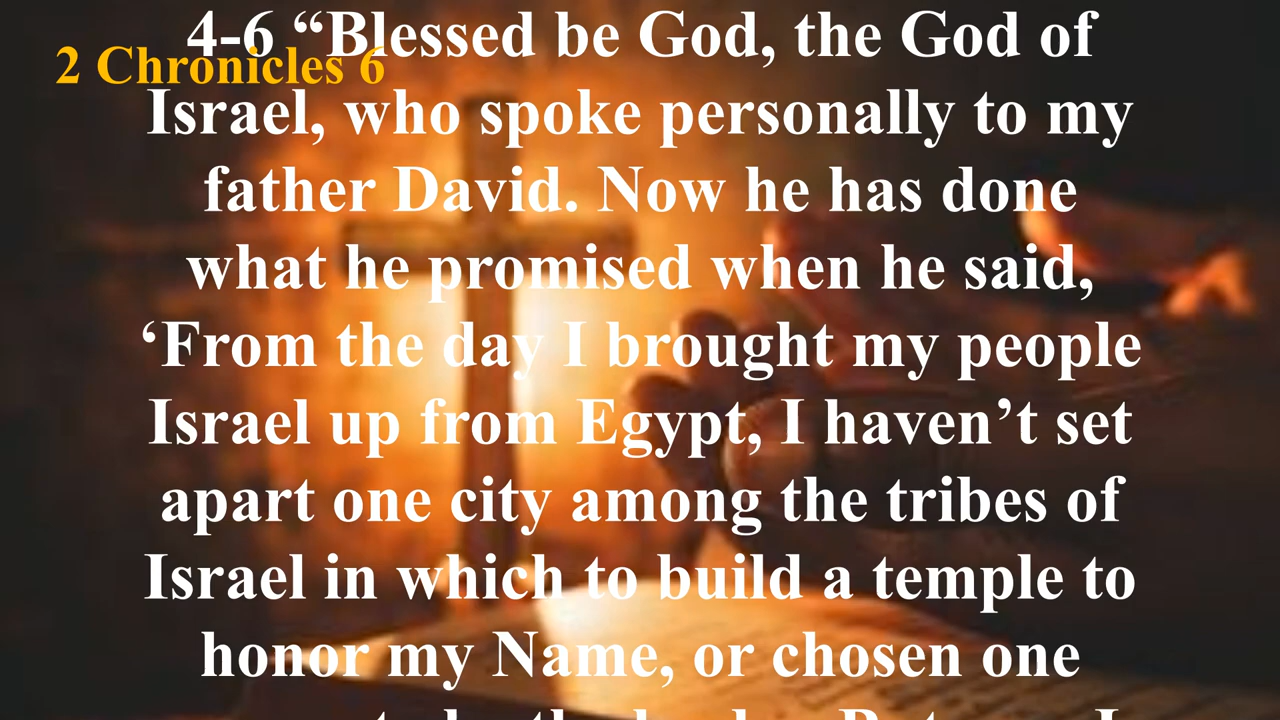 4-6 “Blessed be God, the God of
2 Chronicles 6
Israel, who spoke personally to my
father David. Now he has done
what he promised when he said,
‘From the day I brought my people
Israel up from Egypt, I haven’t set
apart one city among the tribes of
Israel in which to build a temple to
honor my Name, or chosen one